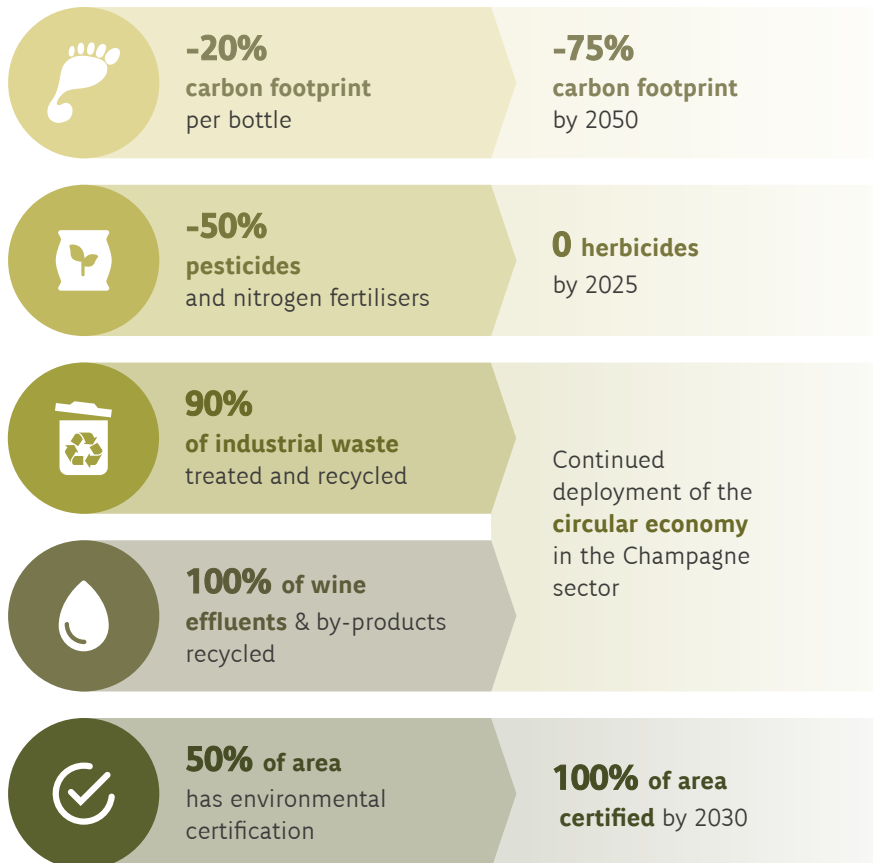 -20%
carbon footprint
per bottle
-75%
carbon footprint
by 2050
-50%
pesticides
and nitrogen fertilisers
0 herbicides
by 2025
90%
of industrial waste
treated and recycled
100% of wine
effluents & by-products
recycled
Continued
deployment of the
circular economy
in the Champagne
sector
50% of area
has environmental
certification
100% of area
certified by 2030